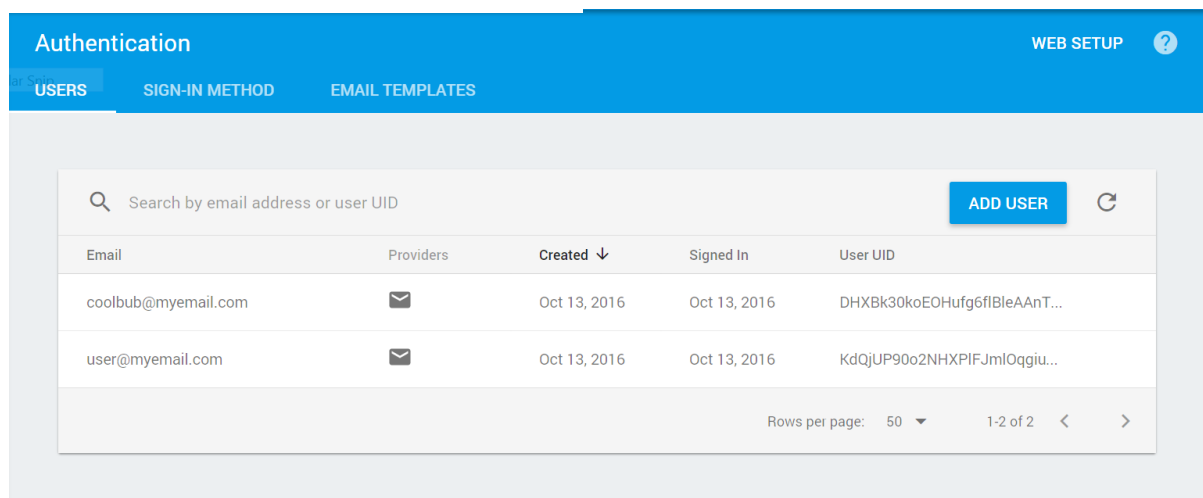 Authentication
WEB SETUP
USERS SIGN-IN METHOD EMAIL TEMPLATES
Search by email address or user UID
ADD USER
Email Providers Created Signed In User UID
coolbub@myemail.com Oct 13, 2016 Oct 13, 2016 DHXBk30koEOHufg6flBleAAnT...
user@myemail.com Oct 13, 2016 Oct 13, 2016 KdQjUP90o2NHXPlFJmlOqgiu...
Rows per page: 50 1-2 of 2